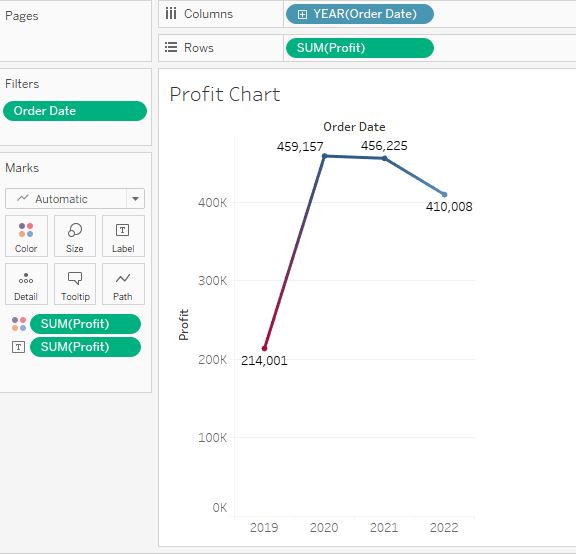 Pages
Columns
YEAR(Order Date)
Rows
SUM(Profit)
Filters
Order Date
Marks
Automatic
Color
Size
Label
Detail
Tooltip
Path
SUM(Profit)
SUM(Profit)
Profit Chart
Order Date
459,157
456,225
410,008
214,001
Profit
400K
300K
200K
100K
0K
2019
2020
2021
2022